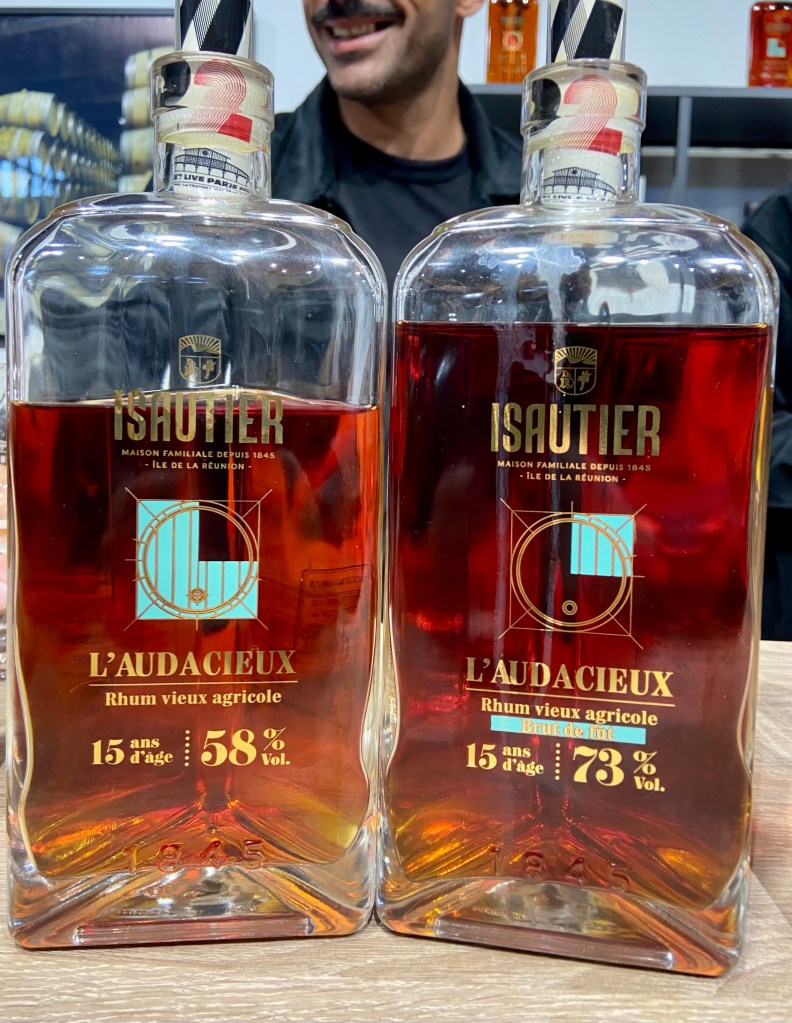 2
LIVE PARIS
ISAUTIER
MAISON FAMILIALE DEPUIS 1845
- ÎLE DE LA RÉUNION -
L'AUDACIEUX
Rhum vieux agricole
15 ans d'âge 58% Vol.
1845
2
ISAUTIER
MAISON FAMILIALE DEPUIS 1845
- ÎLE DE LA RÉUNION -
L'AUDACIEUX
Rhum vieux agricole
Brut de fût
15 ans d'âge 73% Vol.
1845